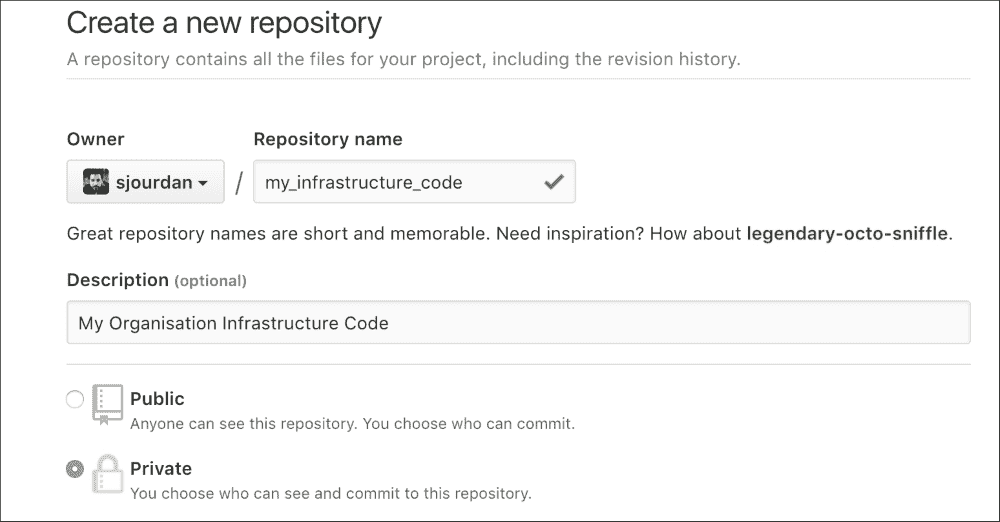 Create a new repository
A repository contains all the files for your project, including the revision history.
Owner Repository name
sjourdan / my_infrastructure_code
Great repository names are short and memorable. Need inspiration? How about legendary-octo-sniffle.
Description (optional)
My Organisation Infrastructure Code
Public
Anyone can see this repository. You choose who can commit.
Private
You choose who can see and commit to this repository.